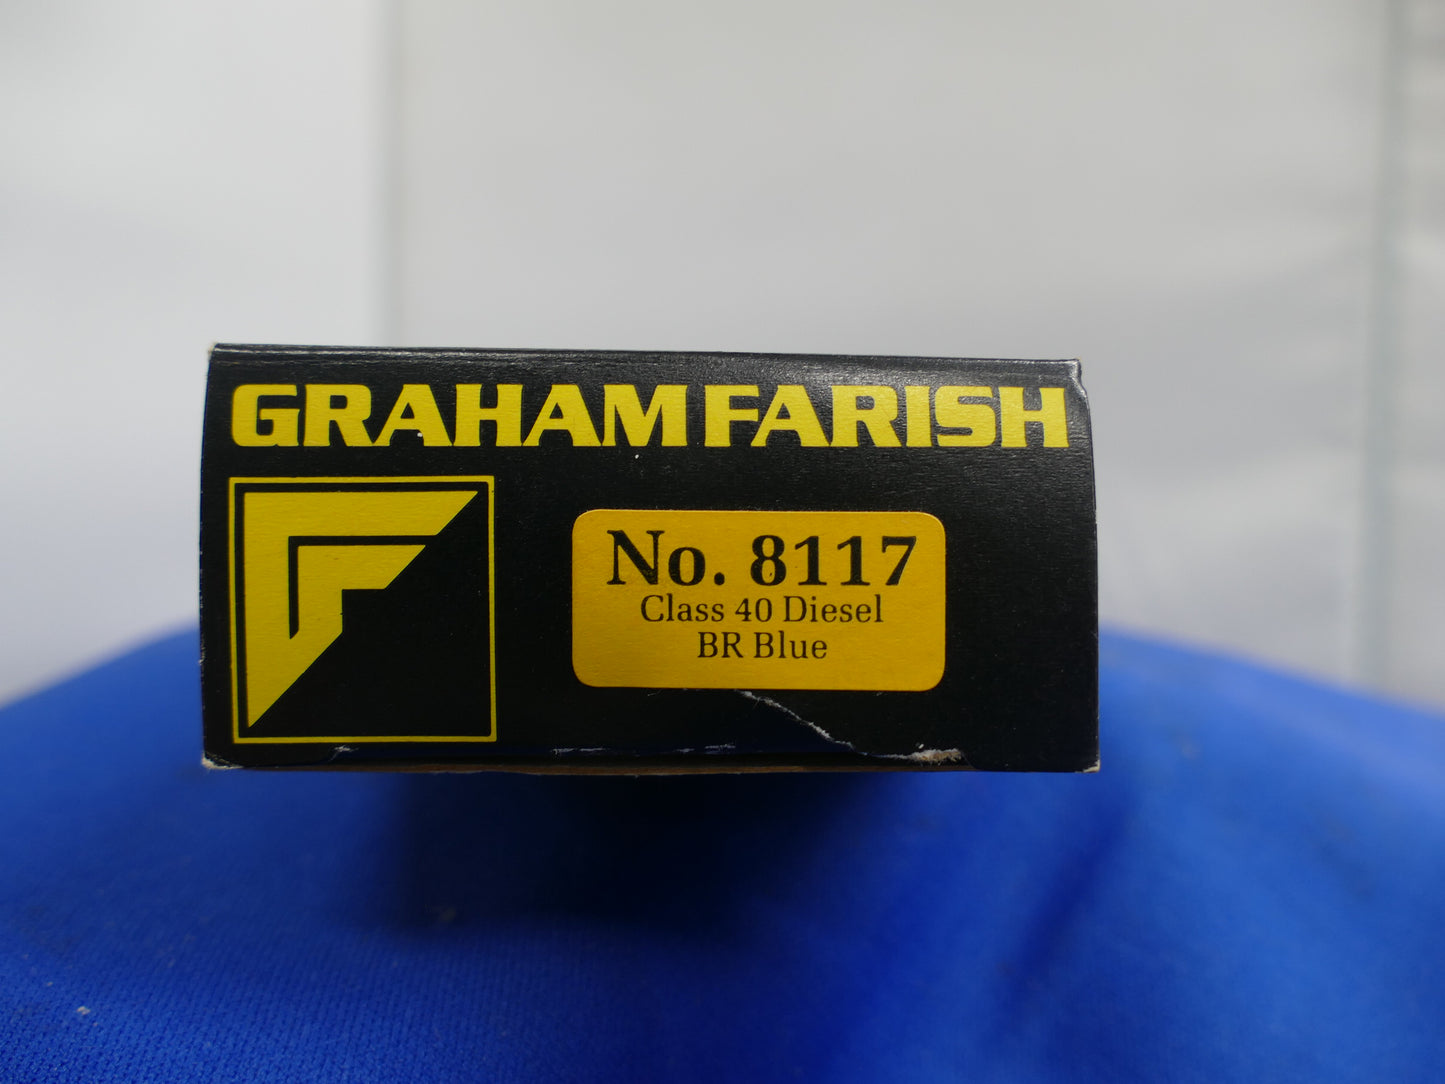 GRAHAM FARISH
No. 8117
Class 40 Diesel
BR Blue